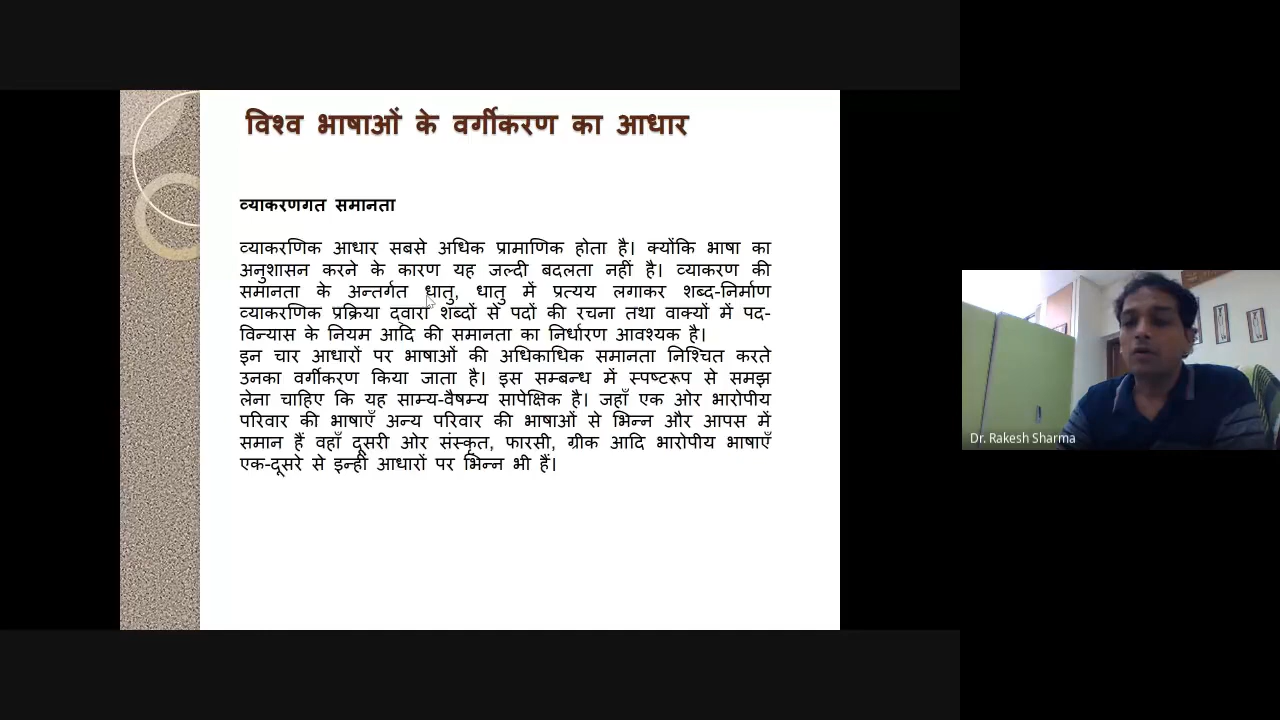 विश्व भाषाओं के वर्गीकरण का आधार
व्याकरणगत समानता
व्याकरणिक आधार सबसे अधिक प्रामाणिक होता है। क्योंकि भाषा का
अनुशासन करने के कारण यह जल्दी बदलता नहीं है। व्याकरण की
समानता के अन्तर्गत धातु, धातु में प्रत्यय लगाकर शब्द-निर्माण
व्याकरणिक प्रक्रिया द्वारा शब्दों से पदों की रचना तथा वाक्यों में पद-
विन्यास के नियम आदि की समानता का निर्धारण आवश्यक है।
इन चार आधारों पर भाषाओं की अधिकाधिक समानता निश्चित करते
उनका वर्गीकरण किया जाता है। इस सम्बन्ध में स्पष्टरूप से समझ
लेना चाहिए कि यह साम्य-वैषम्य सापेक्षिक है। जहाँ एक ओर भारोपीय
परिवार की भाषाएँ अन्य परिवार की भाषाओं से भिन्न और आपस में
समान हैं वहाँ दूसरी ओर संस्कृत, फारसी, ग्रीक आदि भारोपीय भाषाएँ
एक-दूसरे से इन्हीं आधारों पर भिन्न भी हैं।
Dr. Rakesh Sharma